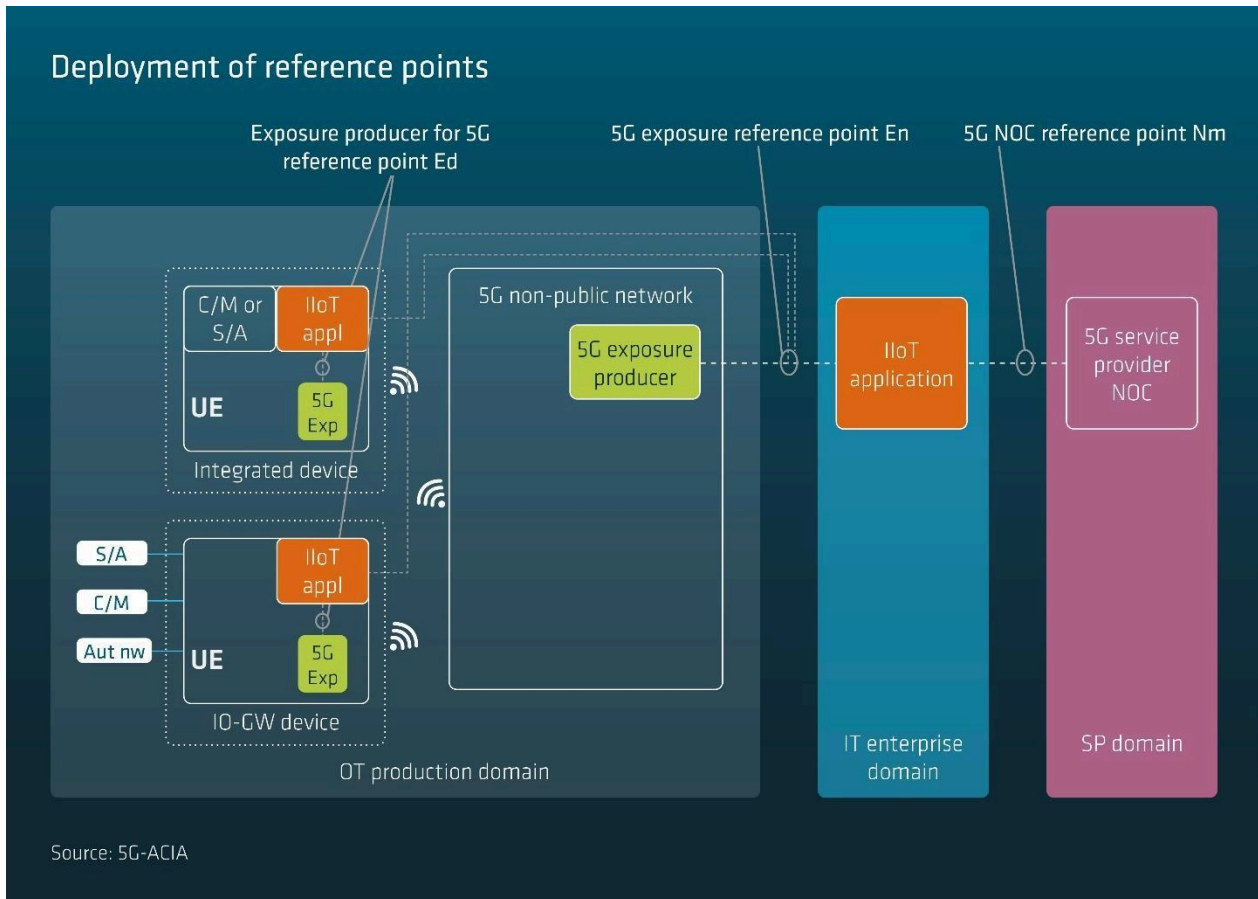 Deployment of reference points
Exposure producer for 5G
reference point Ed
5G exposure reference point En
5G NOC reference point Nm
C/M or
S/A
IIoT
appl
UE
5G
Exp
Integrated device
S/A
C/M
Aut nw
IIoT
appl
UE
5G
Exp
IO-GW device
5G non-public network
5G exposure
producer
OT production domain
IIoT
application
IT enterprise
domain
5G service
provider
NOC
SP domain
Source: 5G-ACIA